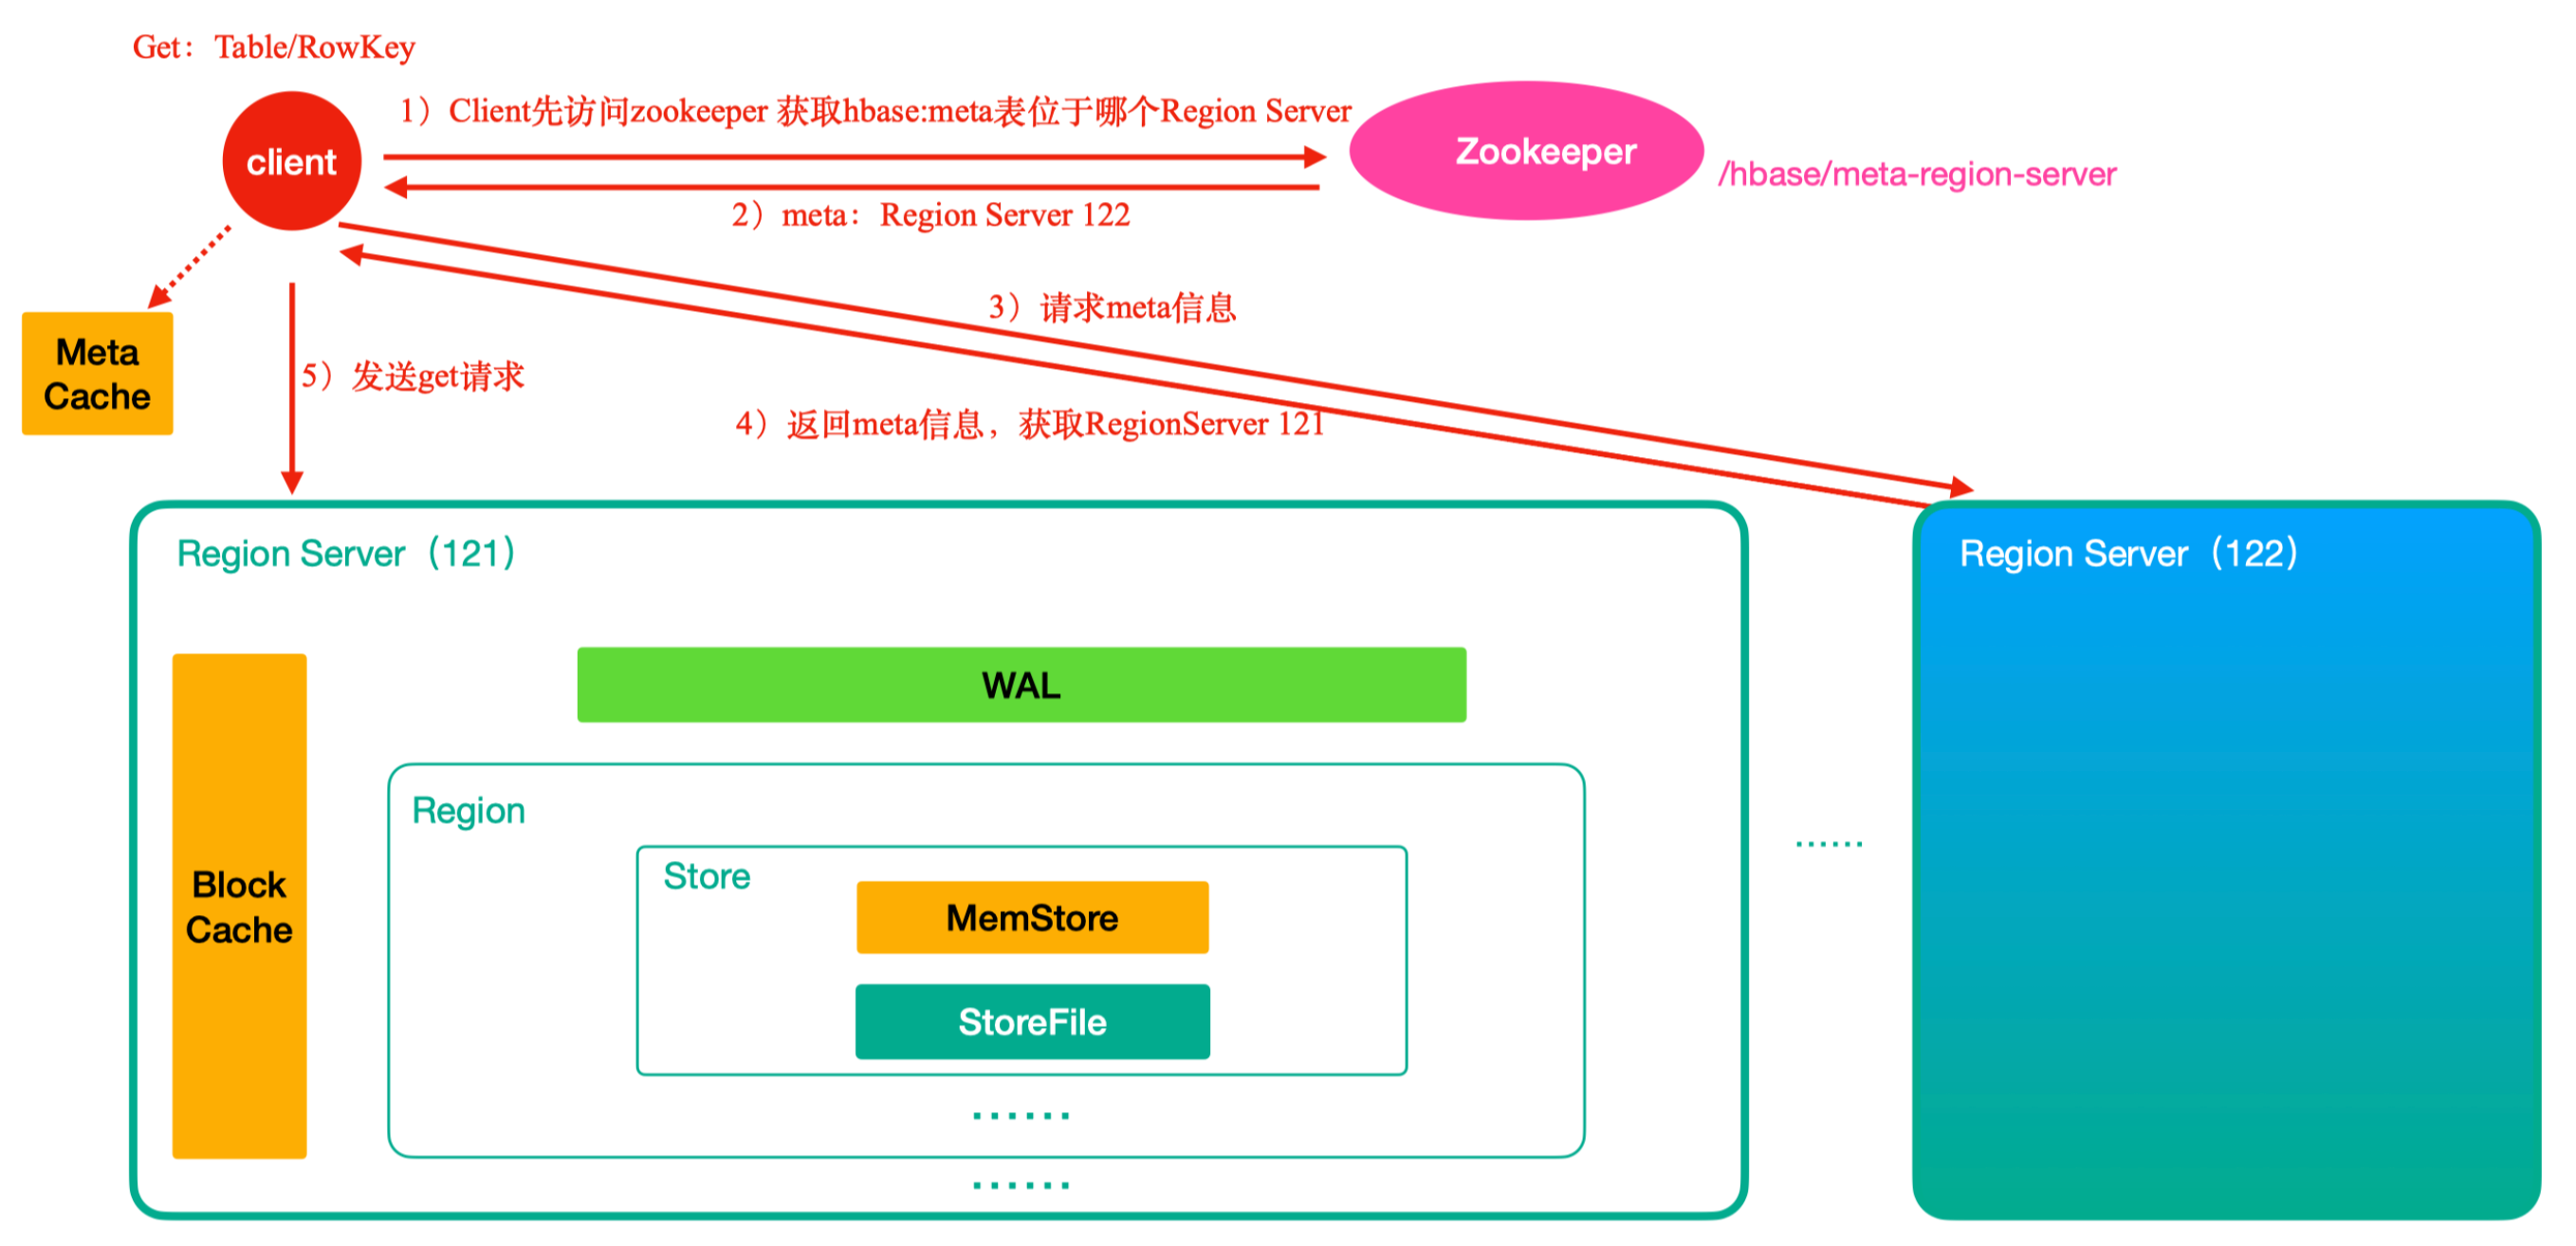 Get：Table/RowKey
1）Client先访问zookeeper 获取hbase:meta表位于哪个Region Server
client
Zookeeper
/hbase/meta-region-server
2）meta：Region Server 122
3）请求meta信息
Meta
Cache
5）发送get请求
4）返回meta信息，获取RegionServer 121
Region Server（121）
Region Server（122）
WAL
Region
Store
Block
Cache
MemStore
StoreFile
......
......
......